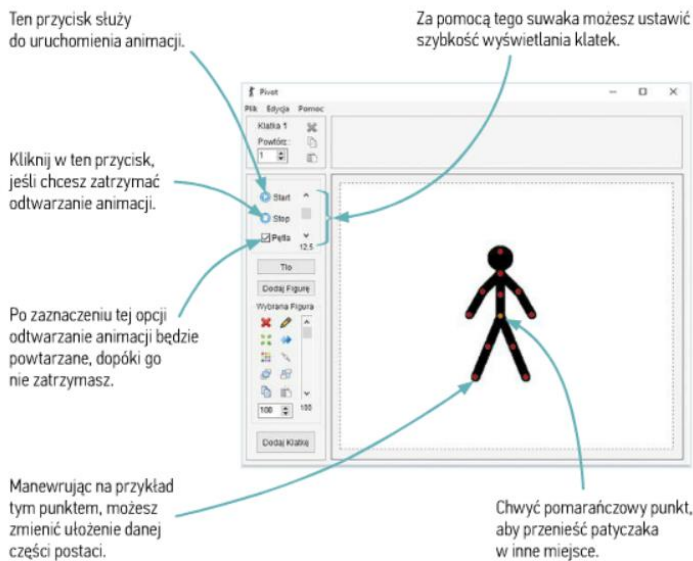 Ten przycisk służy
do uruchomienia animacji.
Za pomocą tego suwaka możesz ustawić
szybkość wyświetlania klatek.
Pivot
Plik Edycja Pomoc
Klatka 1
Powtórz:
1
Kliknij w ten przycisk,
jeśli chcesz zatrzymać
odtwarzanie animacji.
Start
Stop
Pętla
12,5
Tło
Dodaj Figurę
Wybrana Figura
Po zaznaczeniu tej opcji
odtwarzanie animacji będzie
powtarzane, dopóki go
nie zatrzymasz.
100 100
Dodaj Klatkę
Manewrując na przykład
tym punktem, możesz
zmienić ułożenie danej
części postaci.
Chwyć pomarańczowy punkt,
aby przenieść patyczaka
w inne miejsce.